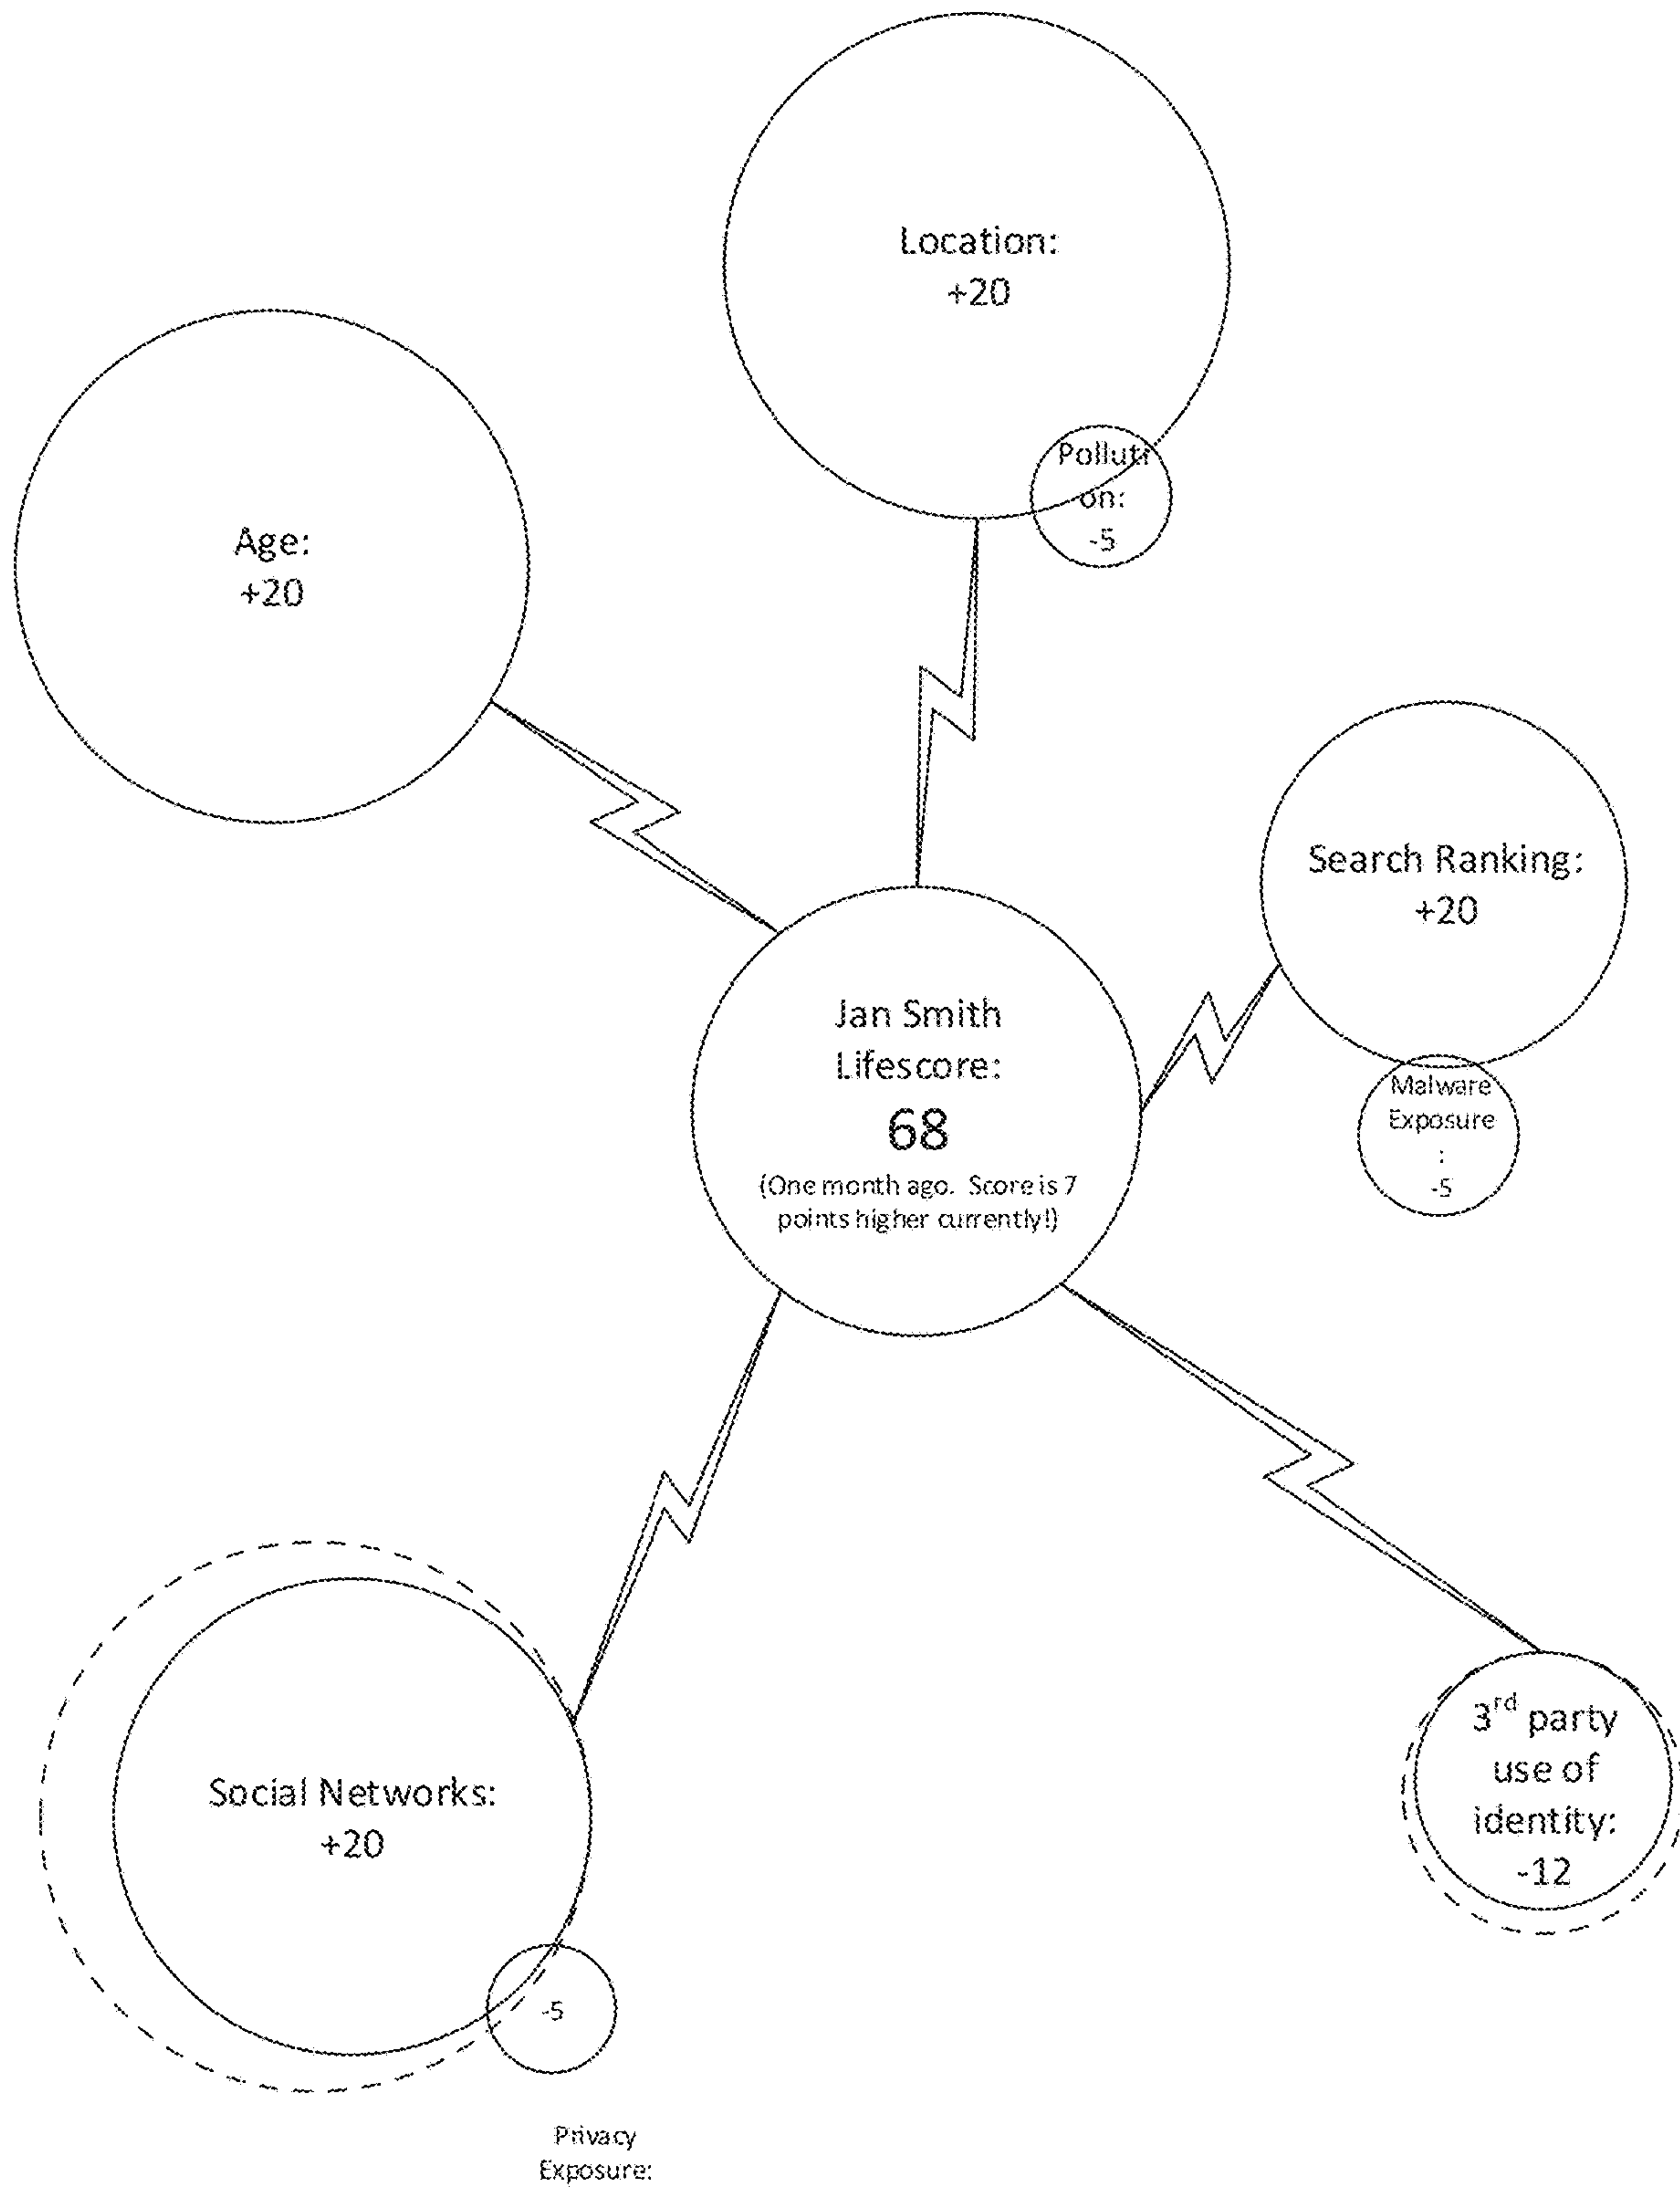 Location:
+20
Polluti
on:
-5
Age:
+20
Search Ranking:
+20
Malware
Exposure
:
-5
Jan Smith
Lifescore:
68
(One month ago. Score is 7
points higher currently!)
Social Networks:
+20
-5
Privacy
Exposure:
3rd party
use of
identity:
-12